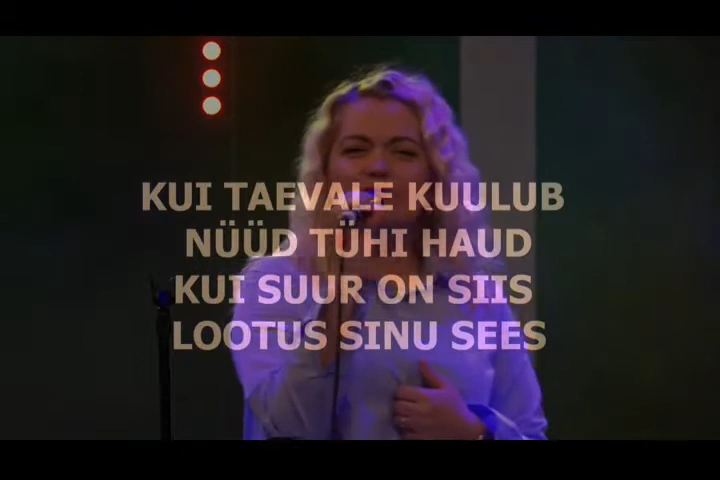 KUI TAEVALE KUULUB
NÜÜD TÜHI HAUD
KUI SUUR ON SIIS
LOOTUS SINU SEES